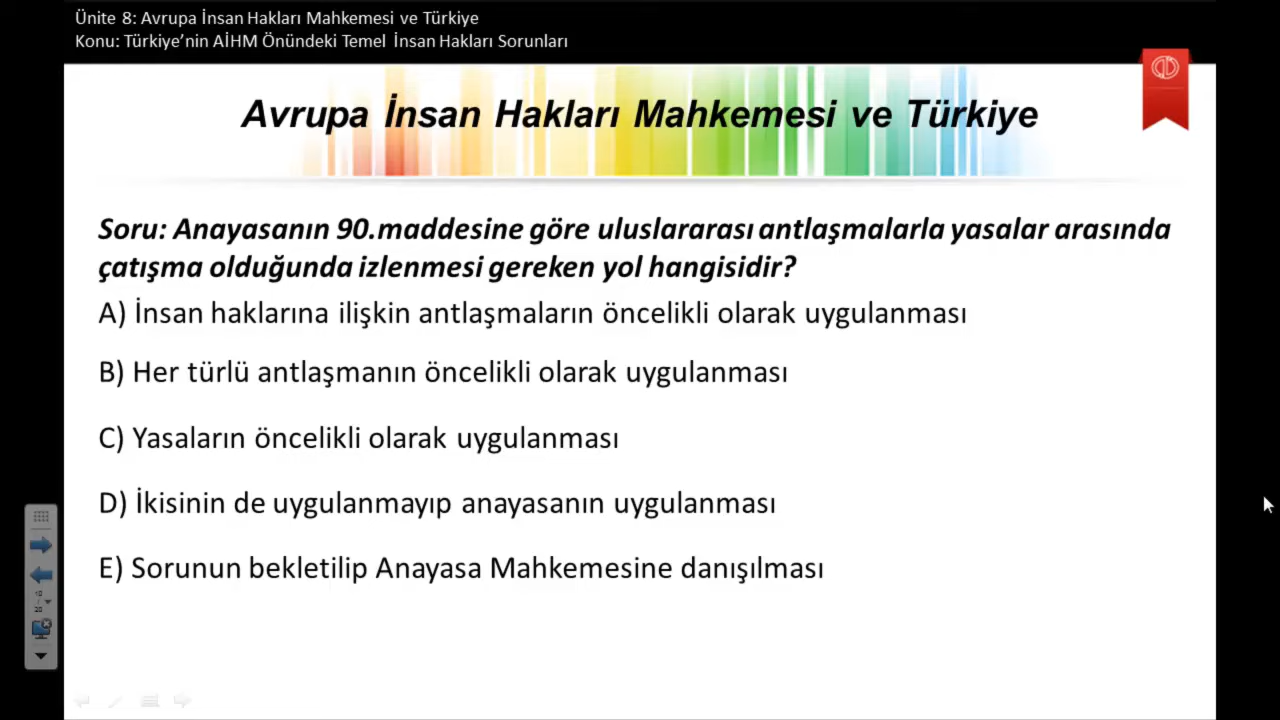 Ünite 8: Avrupa İnsan Hakları Mahkemesi ve Türkiye
Konu: Türkiye’nin AİHM Önündeki Temel İnsan Hakları Sorunları
Avrupa İnsan Hakları Mahkemesi ve Türkiye
Soru: Anayasanın 90.maddesine göre uluslararası antlaşmalarla yasalar arasında
çatışma olduğunda izlenmesi gereken yol hangisidir?
A) İnsan haklarına ilişkin antlaşmaların öncelikli olarak uygulanması
B) Her türlü antlaşmanın öncelikli olarak uygulanması
C) Yasaların öncelikli olarak uygulanması
D) İkisinin de uygulanmayıp anayasanın uygulanması
E) Sorunun bekletilip Anayasa Mahkemesine danışılması